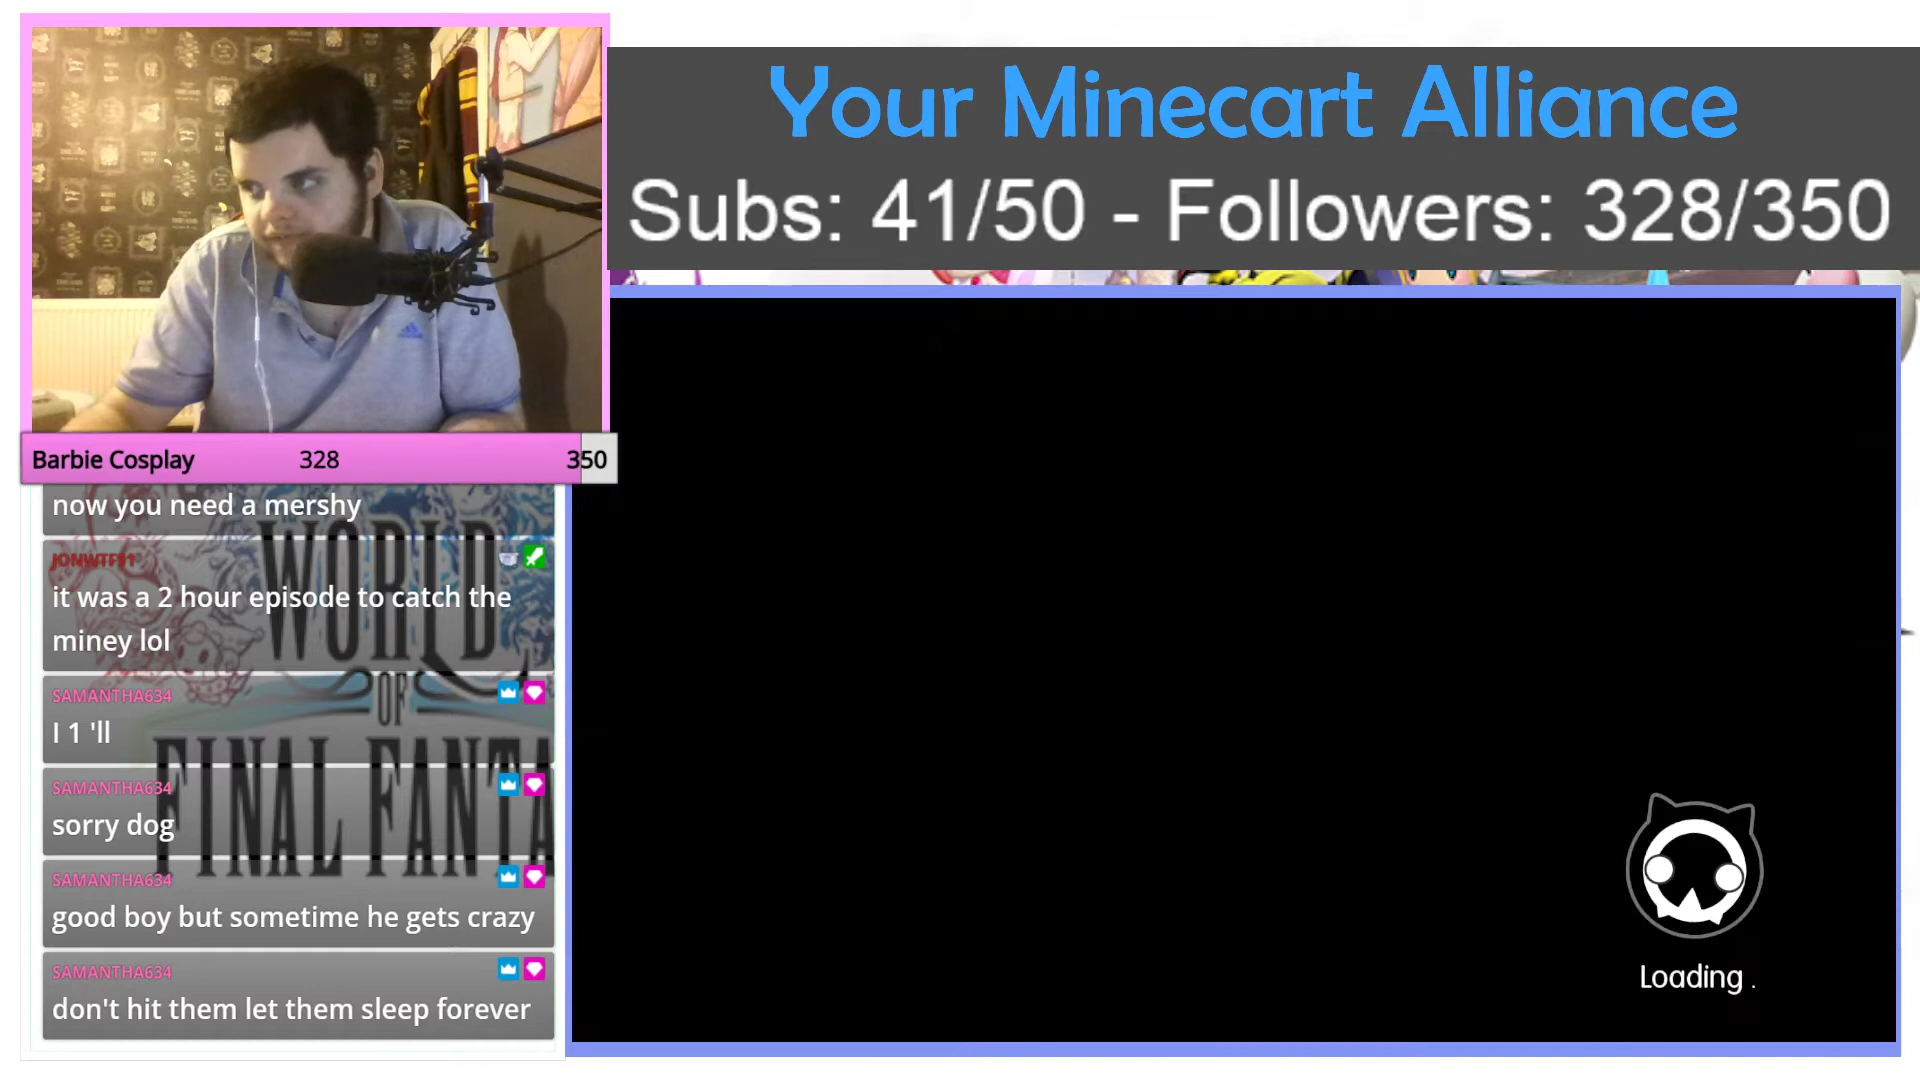 Your Minecart Alliance
Subs: 41/50 - Followers: 328/350
Barbie Cosplay 328 350
now you need a mershy
JONWTF91
it was a 2 hour episode to catch the
miney lol
SAMANTHA634
I 1 'll
SAMANTHA634
sorry dog
SAMANTHA634
good boy but sometime he gets crazy
SAMANTHA634
don't hit them let them sleep forever
WORLD
OF
FINAL FANTA
Loading .